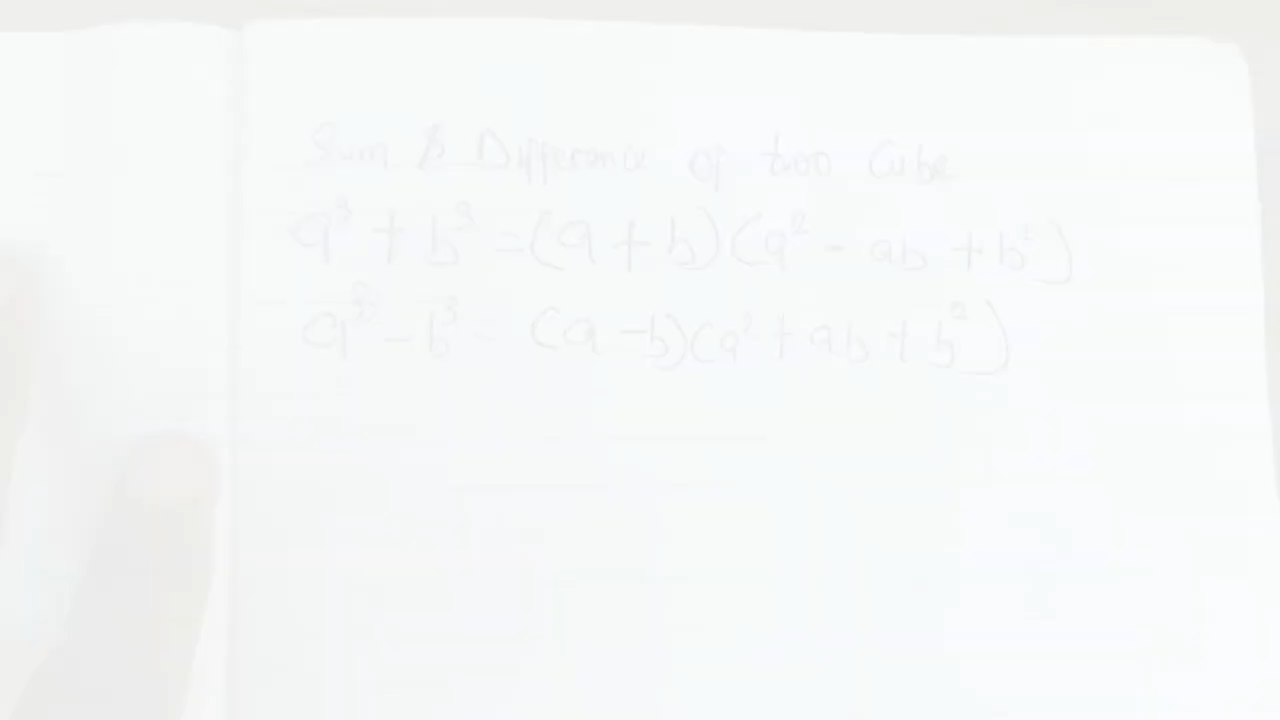 Sum & Difference of two Cube
a³ + b³ = (a + b)(a² - ab + b²)
a³ - b³ = (a - b)(a² + ab + b²)